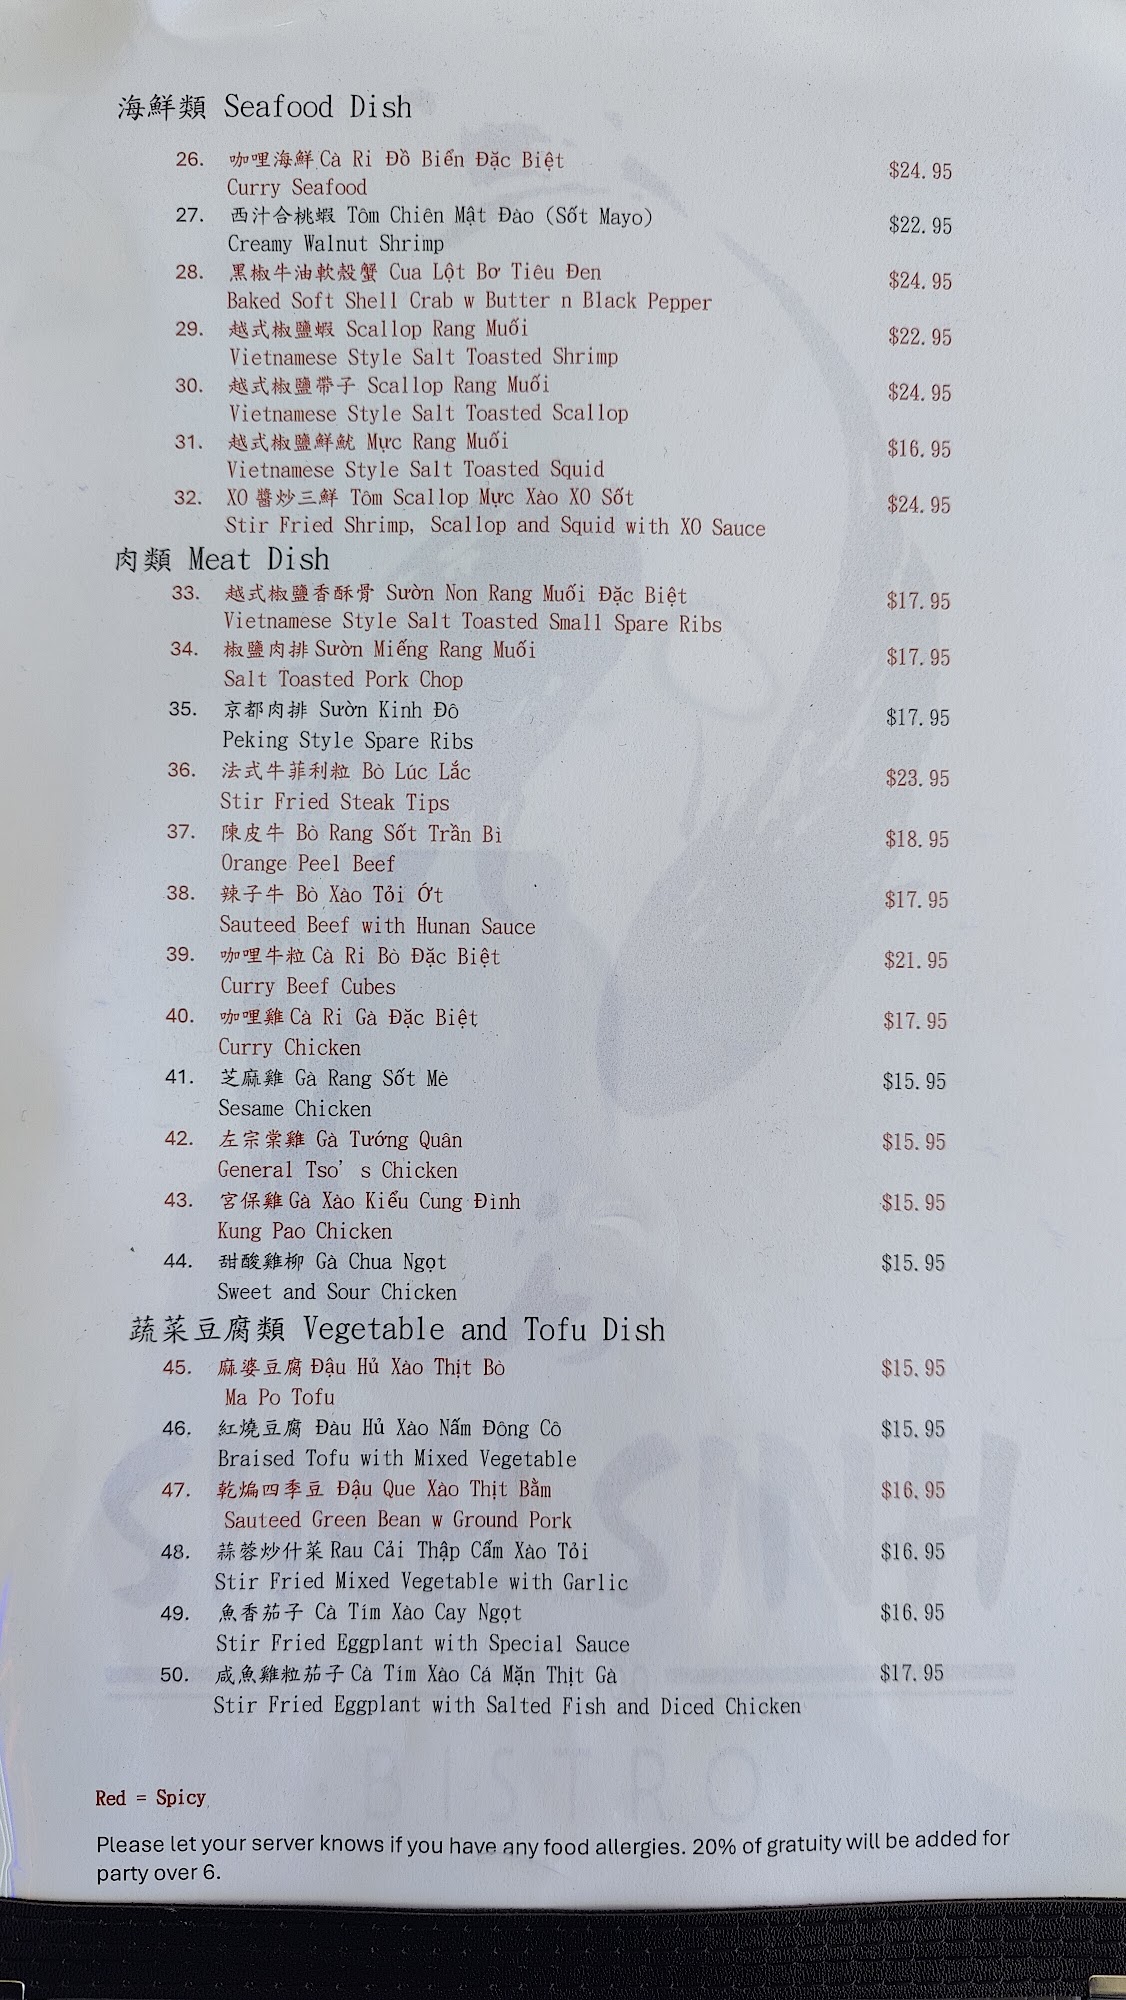 海鮮類 Seafood Dish
26. 咖哩海鮮 Cà Ri Đồ Biển Đặc Biệt $24.95
Curry Seafood
27. 西汁合桃蝦 Tôm Chiên Mật Đào (Sốt Mayo) $22.95
Creamy Walnut Shrimp
28. 黑椒牛油軟殼蟹 Cua Lột Bơ Tiêu Đen $24.95
Baked Soft Shell Crab w Butter n Black Pepper
29. 越式椒鹽蝦 Scallop Rang Muối $22.95
Vietnamese Style Salt Toasted Shrimp
30. 越式椒鹽帶子 Scallop Rang Muối $24.95
Vietnamese Style Salt Toasted Scallop
31. 越式椒鹽鮮魷 Mực Rang Muối $16.95
Vietnamese Style Salt Toasted Squid
32. XO 醬炒三鮮 Tôm Scallop Mực Xào XO Sốt $24.95
Stir Fried Shrimp, Scallop and Squid with XO Sauce
肉類 Meat Dish
33. 越式椒鹽香酥骨 Sườn Non Rang Muối Đặc Biệt $17.95
Vietnamese Style Salt Toasted Small Spare Ribs
34. 椒鹽肉排 Sườn Miếng Rang Muối $17.95
Salt Toasted Pork Chop
35. 京都肉排 Sườn Kinh Đô $17.95
Peking Style Spare Ribs
36. 法式牛菲利粒 Bò Lúc Lắc $23.95
Stir Fried Steak Tips
37. 陳皮牛 Bò Rang Sốt Trần Bì $18.95
Orange Peel Beef
38. 辣子牛 Bò Xào Tỏi Ớt $17.95
Sauteed Beef with Hunan Sauce
39. 咖哩牛粒 Cà Ri Bò Đặc Biệt $21.95
Curry Beef Cubes
40. 咖哩雞 Cà Ri Gà Đặc Biệt $17.95
Curry Chicken
41. 芝麻雞 Gà Rang Sốt Mè $15.95
Sesame Chicken
42. 左宗棠雞 Gà Tướng Quân $15.95
General Tso’s Chicken
43. 宮保雞 Gà Xào Kiểu Cung Đình $15.95
Kung Pao Chicken
44. 甜酸雞柳 Gà Chua Ngọt $15.95
Sweet and Sour Chicken
蔬菜豆腐類 Vegetable and Tofu Dish
45. 麻婆豆腐 Đậu Hủ Xào Thịt Bò $15.95
Ma Po Tofu
46. 紅燒豆腐 Đàu Hủ Xào Nấm Đông Cô $15.95
Braised Tofu with Mixed Vegetable
47. 乾煸四季豆 Đậu Que Xào Thịt Bằm $16.95
Sauteed Green Bean w Ground Pork
48. 蒜蓉炒什菜 Rau Cải Thập Cẩm Xào Tỏi $16.95
Stir Fried Mixed Vegetable with Garlic
49. 魚香茄子 Cà Tím Xào Cay Ngọt $16.95
Stir Fried Eggplant with Special Sauce
50. 咸魚雞粒茄子 Cà Tím Xào Cá Mặn Thịt Gà $17.95
Stir Fried Eggplant with Salted Fish and Diced Chicken
BISTRO
Red = Spicy
Please let your server knows if you have any food allergies. 20% of gratuity will be added for
party over 6.